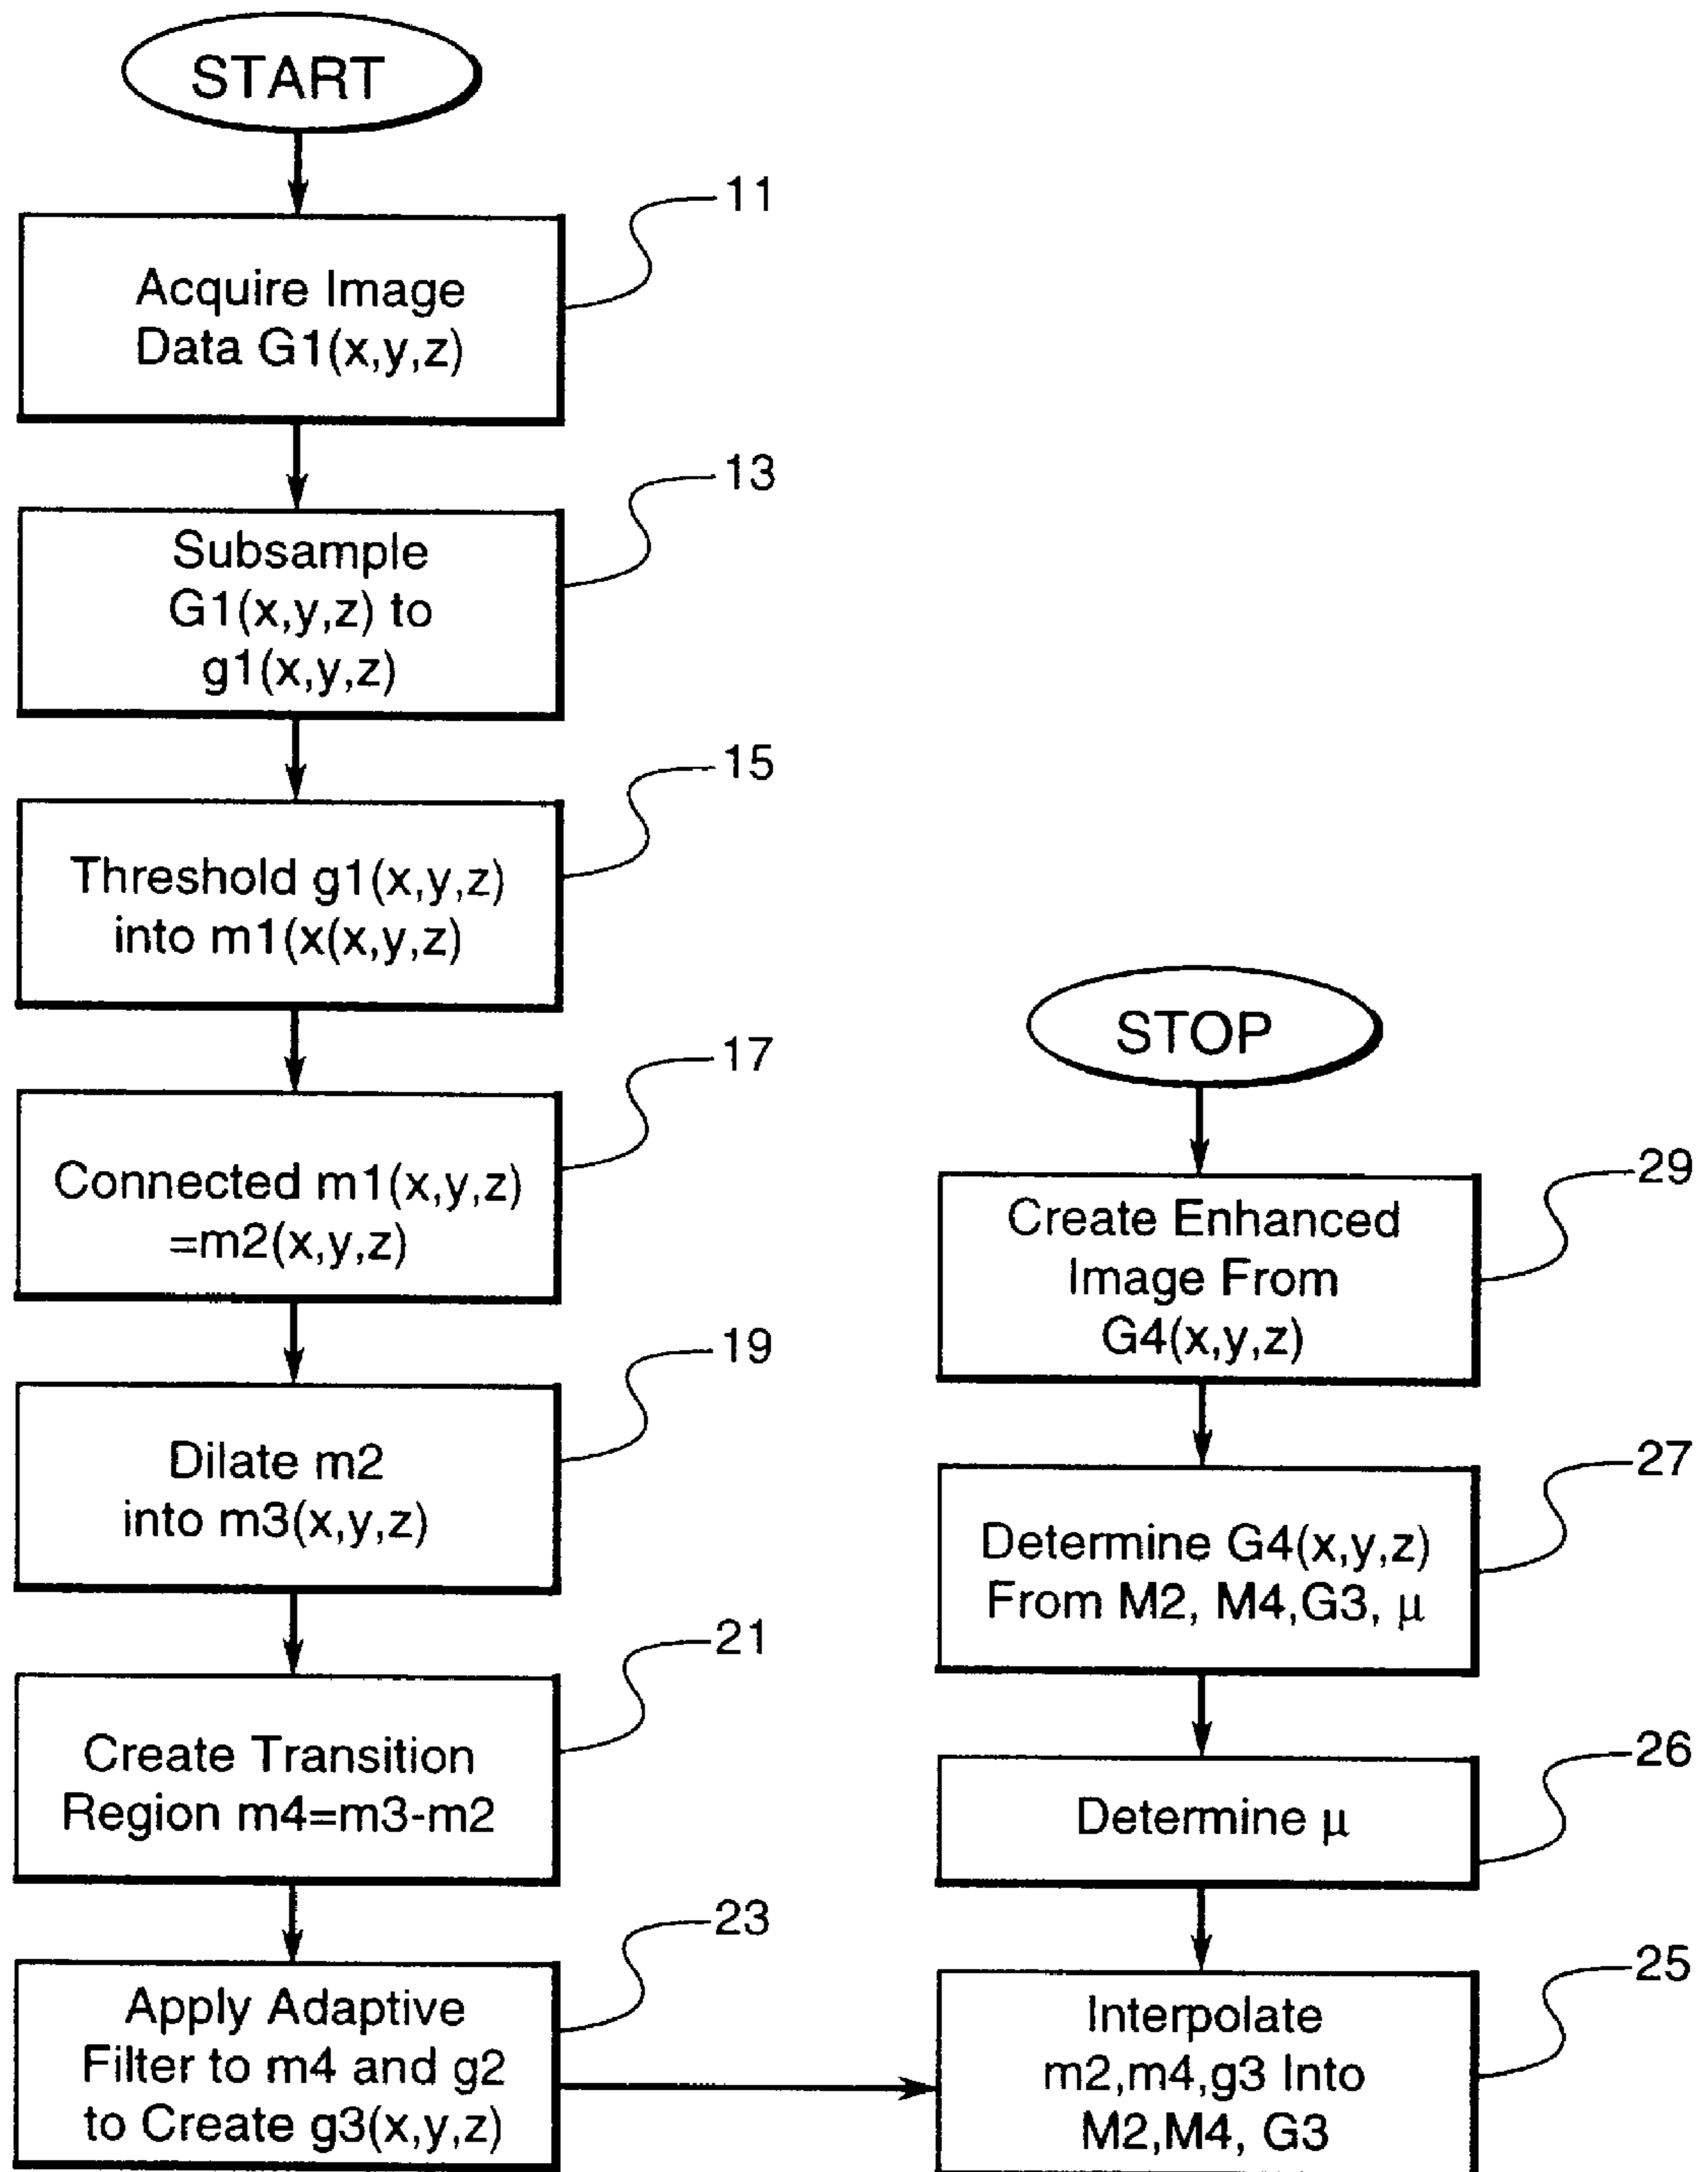 START
11
Acquire Image
Data G1(x,y,z)
13
Subsample
G1(x,y,z) to
g1(x,y,z)
15
Threshold g1(x,y,z)
into m1(x(x,y,z)
17
Connected m1(x,y,z)
=m2(x,y,z)
19
Dilate m2
into m3(x,y,z)
21
Create Transition
Region m4=m3-m2
23
Apply Adaptive
Filter to m4 and g2
to Create g3(x,y,z)
STOP
29
Create Enhanced
Image From
G4(x,y,z)
27
Determine G4(x,y,z)
From M2, M4,G3, μ
26
Determine μ
25
Interpolate
m2,m4,g3 Into
M2,M4, G3